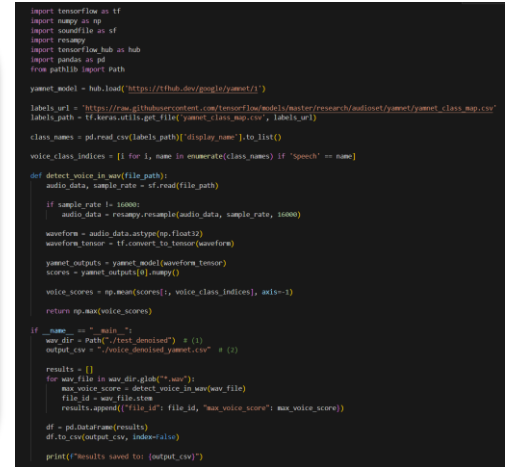 import tensorflow as tf
import numpy as np
import soundfile as sf
import resampy
import tensorflow_hub as hub
import pandas as pd
from pathlib import Path
yamnet_model = hub.load('https://tfhub.dev/google/yamnet/1')
labels_url = 'https://raw.githubusercontent.com/tensorflow/models/master/research/audioset/yamnet/yamnet_class_map.csv'
labels_path = tf.keras.utils.get_file('yamnet_class_map.csv', labels_url)
class_names = pd.read_csv(labels_path)['display_name'].to_list()
voice_class_indices = [i for i, name in enumerate(class_names) if 'Speech' == name]
def detect_voice_in_wav(file_path):
    audio_data, sample_rate = sf.read(file_path)
    if sample_rate != 16000:
        audio_data = resampy.resample(audio_data, sample_rate, 16000)
    waveform = audio_data.astype(np.float32)
    waveform_tensor = tf.convert_to_tensor(waveform)
    yamnet_outputs = yamnet_model(waveform_tensor)
    scores = yamnet_outputs[0].numpy()
    voice_scores = np.mean(scores[:, voice_class_indices], axis=-1)
    return np.max(voice_scores)
if __name__ == "__main__":
    wav_dir = Path("./test_denoised")  # (1)
    output_csv = "./voice_denoised_yamnet.csv"  # (2)
    results = []
    for wav_file in wav_dir.glob("*.wav"):
        max_voice_score = detect_voice_in_wav(wav_file)
        file_id = wav_file.stem
        results.append({"file_id": file_id, "max_voice_score": max_voice_score})
    df = pd.DataFrame(results)
    df.to_csv(output_csv, index=False)
    print(f"Results saved to: {output_csv}")